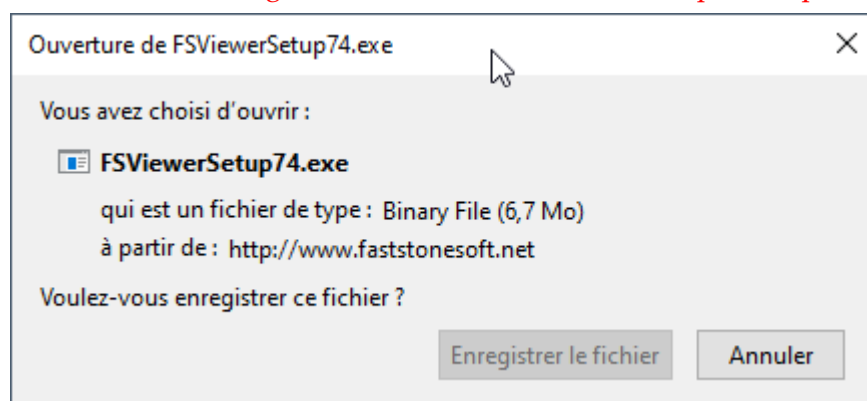 Ouverture de FSViewerSetup74.exe
Vous avez choisi d'ouvrir :
FSViewerSetup74.exe
qui est un fichier de type : Binary File (6,7 Mo)
à partir de : http://www.faststonesoft.net
Voulez-vous enregistrer ce fichier ?
Enregistrer le fichier Annuler